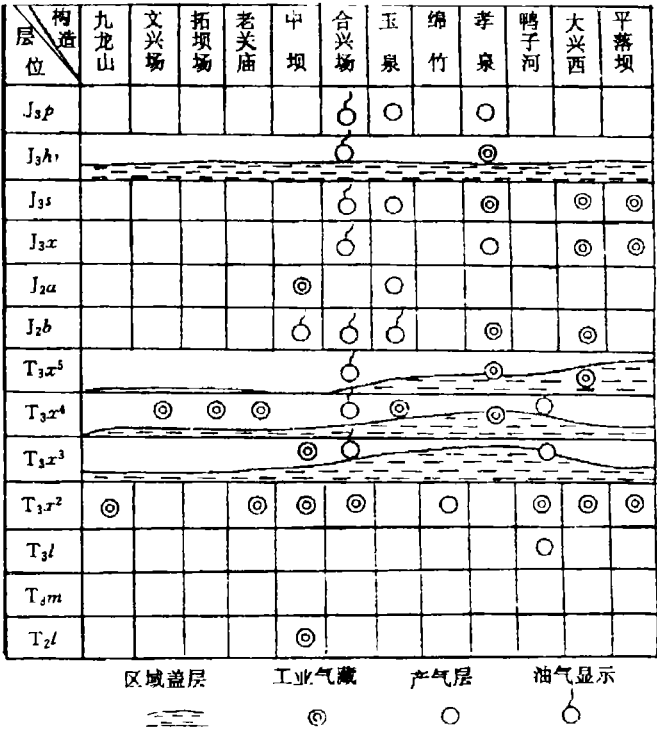 构造
层位
九龙山
文兴场
拓坝场
老关庙
中坝
合兴场
玉泉
绵竹
孝泉
鸭子河
大兴西
平落坝
J₃p
J₃h
J₃s
J₃x
J₂a
J₂b
T₃x⁵
T₃x⁴
T₃x³
T₃x²
T₃l
T₃m
T₂l
区域盖层 工业气藏 产气层 油气显示